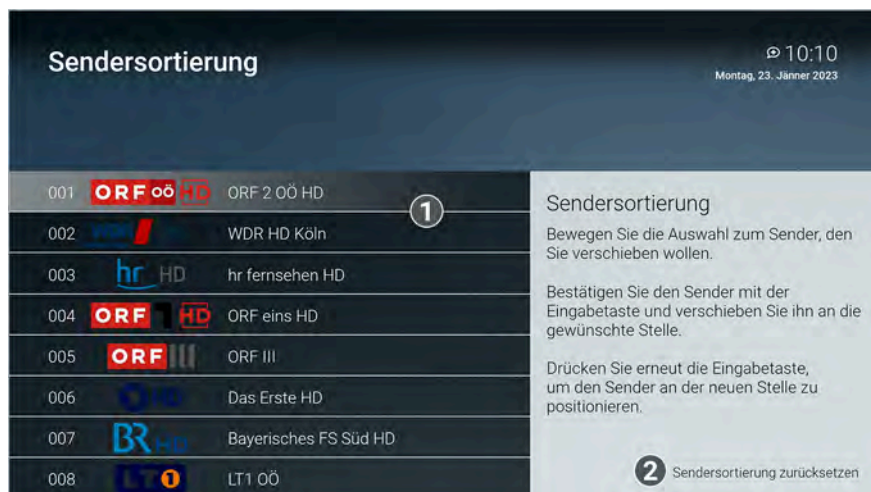 Sendersortierung
10:10
Montag, 23. Jänner 2023
001 ORF OÖ HD ORF 2 OÖ HD
1
002 WDR WDR HD Köln
003 hr HD hr fernsehen HD
004 ORF 1 HD ORF eins HD
005 ORF III ORF III
006 HD Das Erste HD
007 BR HD Bayerisches FS Süd HD
008 LT1 LT1 OÖ
Sendersortierung
Bewegen Sie die Auswahl zum Sender, den
Sie verschieben wollen.
Bestätigen Sie den Sender mit der
Eingabetaste und verschieben Sie ihn an die
gewünschte Stelle.
Drücken Sie erneut die Eingabetaste,
um den Sender an der neuen Stelle zu
positionieren.
2 Sendersortierung zurücksetzen